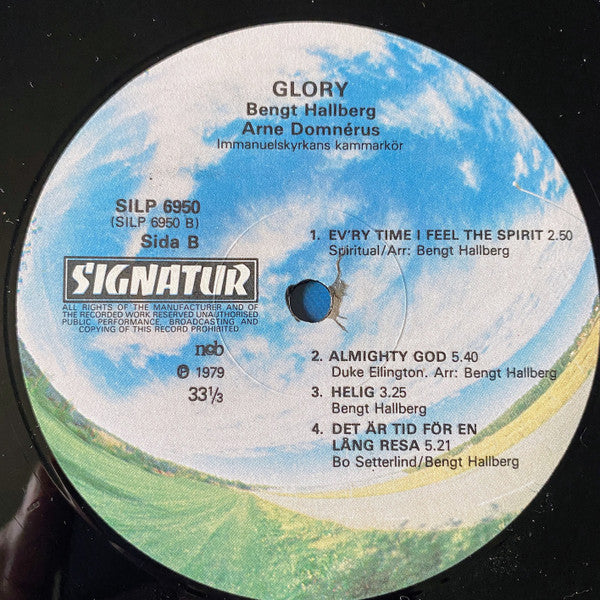 GLORY
Bengt Hallberg
Arne Domnérus
Immanuelskyrkans kammarkör
SILP 6950
(SILP 6950 B)
Sida B
SIGNATUR
ALL RIGHTS OF THE MANUFACTURER AND OF
THE RECORDED WORK RESERVED UNAUTHORISED
PUBLIC PERFORMANCE, BROADCASTING AND
COPYING OF THIS RECORD PROHIBITED
ncb
℗ 1979
33⅓
1. EV'RY TIME I FEEL THE SPIRIT 2.50
Spiritual/Arr: Bengt Hallberg
2. ALMIGHTY GOD 5.40
Duke Ellington. Arr: Bengt Hallberg
3. HELIG 3.25
Bengt Hallberg
4. DET ÄR TID FÖR EN
LÅNG RESA 5.21
Bo Setterlind/Bengt Hallberg